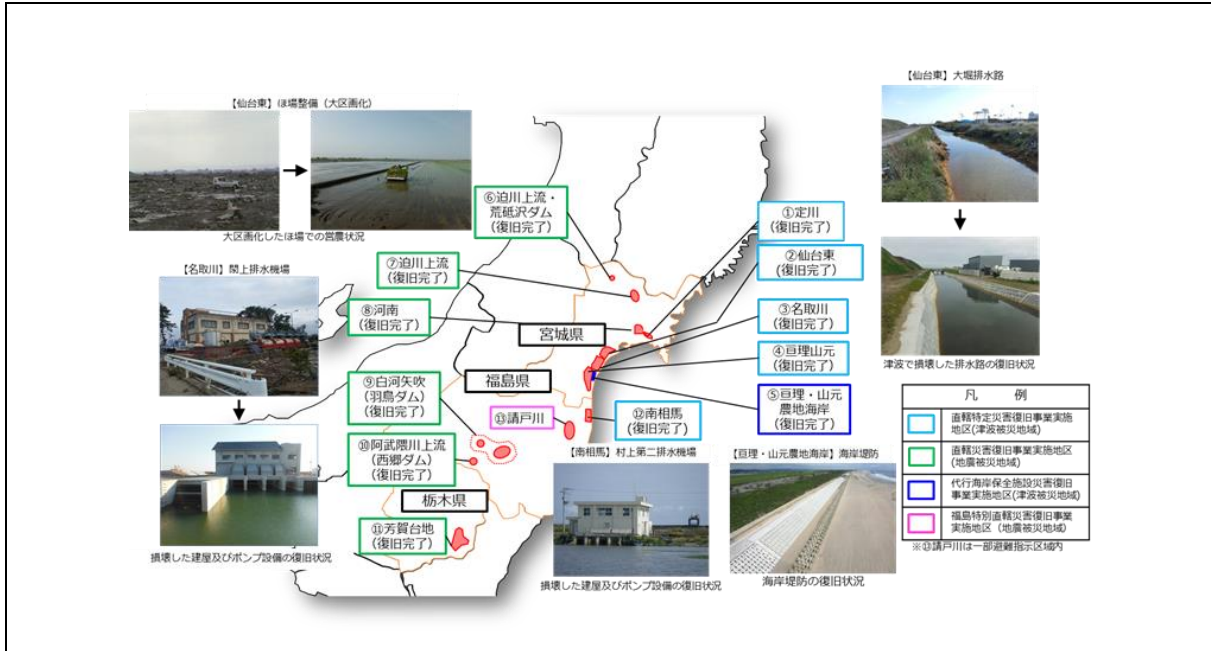 【仙台東】ほ場整備（大区画化）
大区画化したほ場での営農状況
【名取川】閖上排水機場
損壊した建屋及びポンプ設備の復旧状況
⑥迫川上流・
荒砥沢ダム
(復旧完了)
⑦迫川上流
(復旧完了)
⑧河南
(復旧完了)
宮城県
福島県
⑨白河矢吹
(羽鳥ダム)
(復旧完了)
⑩阿武隈川上流
(西郷ダム)
(復旧完了)
栃木県
⑪芳賀台地
(復旧完了)
⑬請戸川
①定川
(復旧完了)
②仙台東
(復旧完了)
③名取川
(復旧完了)
④亘理山元
(復旧完了)
⑤亘理・山元
農地海岸
(復旧完了)
⑫南相馬
(復旧完了)
【南相馬】村上第二排水機場
損壊した建屋及びポンプ設備の復旧状況
【亘理・山元農地海岸】海岸堤防
海岸堤防の復旧状況
【仙台東】大堀排水路
津波で損壊した排水路の復旧状況
凡　例
直轄特定災害復旧事業実施
地区(津波被災地域)
直轄災害復旧事業実施地区
(地震被災地域)
代行海岸保全施設災害復旧
事業実施地区(津波被災地域)
福島特別直轄災害復旧事業
実施地区（地震被災地域）
※⑬請戸川は一部避難指示区域内